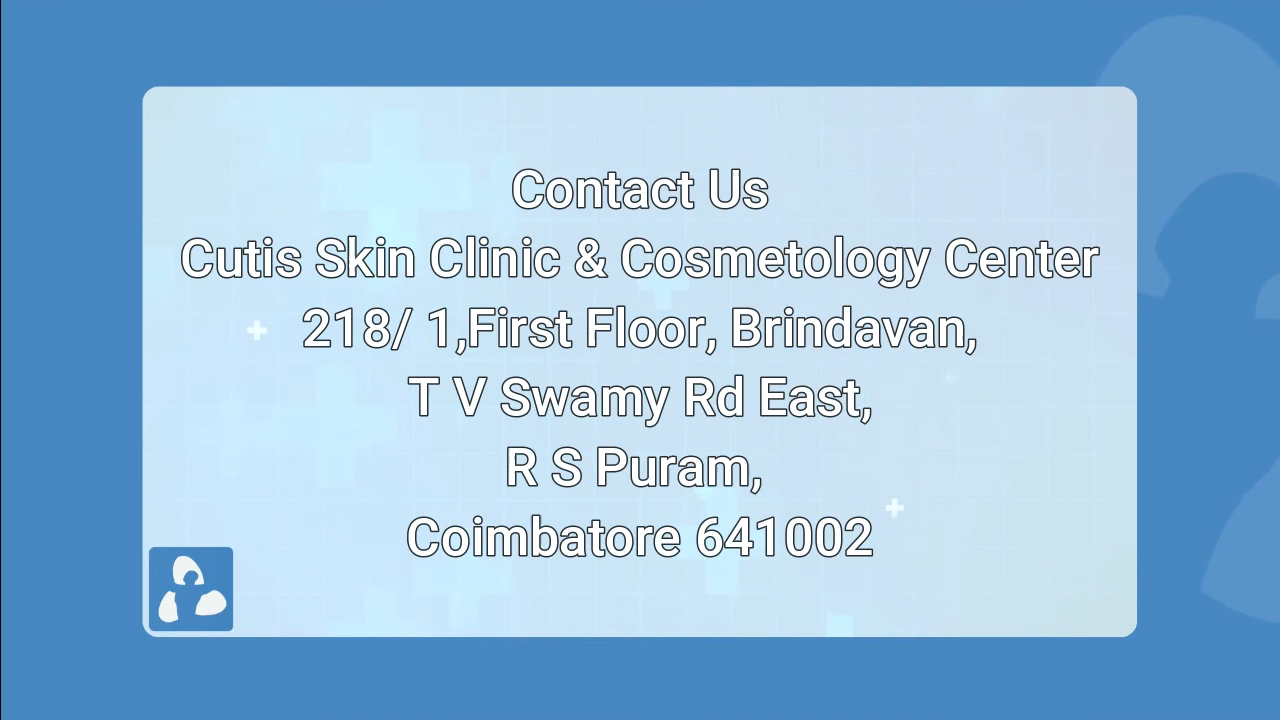 Contact Us
Cutis Skin Clinic & Cosmetology Center
218/ 1,First Floor, Brindavan,
T V Swamy Rd East,
R S Puram,
Coimbatore 641002